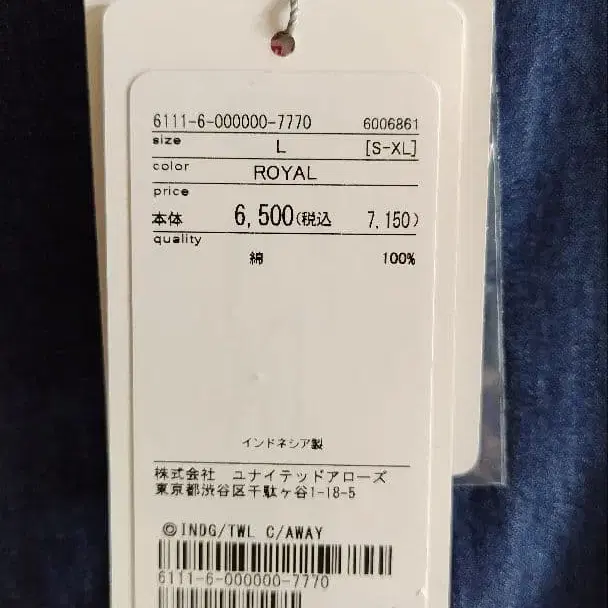 6111-6-000000-7770 6006861
size L [S-XL]
color ROYAL
price
本体 6,500(税込 7,150)
quality
綿 100%
インドネシア製
株式会社 ユナイテッドアローズ
東京都渋谷区千駄ヶ谷1-18-5
©INDG/TWL C/AWAY
6111-6-000000-7770